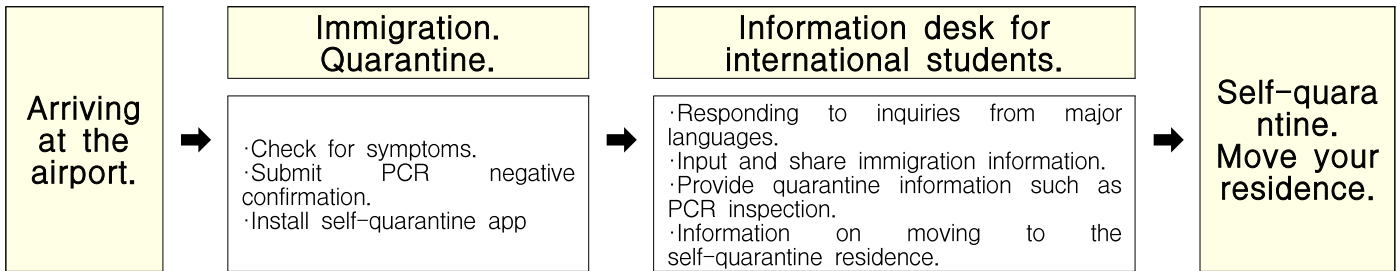 Arriving
at the
airport.
Immigration.
Quarantine.
·Check for symptoms.
·Submit PCR negative
confirmation.
·Install self-quarantine app
Information desk for
international students.
·Responding to inquiries from major
languages.
·Input and share immigration information.
·Provide quarantine information such as
PCR inspection.
·Information on moving to the
self-quarantine residence.
Self-quara
ntine.
Move your
residence.